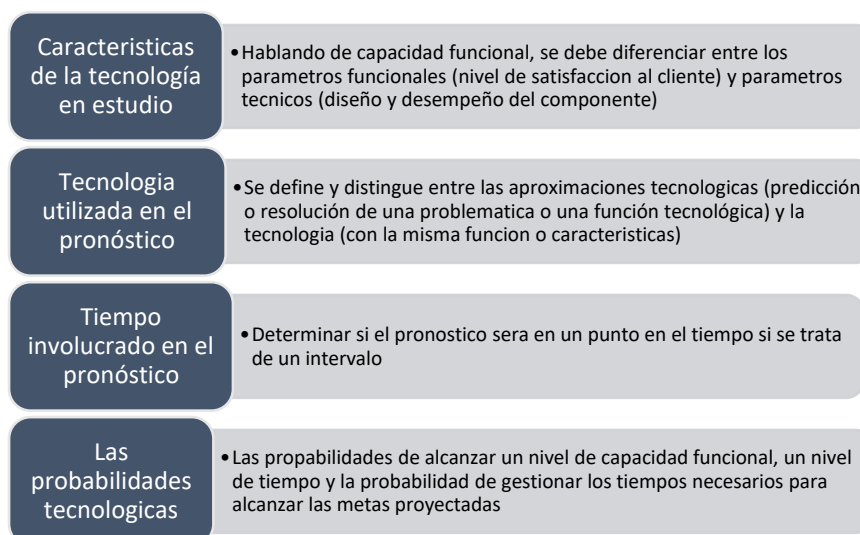 Caracteristicas
de la tecnología
en estudio
•Hablando de capacidad funcional, se debe diferenciar entre los
parametros funcionales (nivel de satisfaccion al cliente) y parametros
tecnicos (diseño y desempeño del componente)
Tecnologia
utilizada en el
pronóstico
•Se define y distingue entre las aproximaciones tecnologicas (predicción
o resolución de una problematica o una función tecnológica) y la
tecnologia (con la misma funcion o caracteristicas)
Tiempo
involucrado en el
pronóstico
•Determinar si el pronostico sera en un punto en el tiempo si se trata
de un intervalo
Las
probabilidades
tecnologicas
•Las propabilidades de alcanzar un nivel de capacidad funcional, un nivel
de tiempo y la probabilidad de gestionar los tiempos necesarios para
alcanzar las metas proyectadas